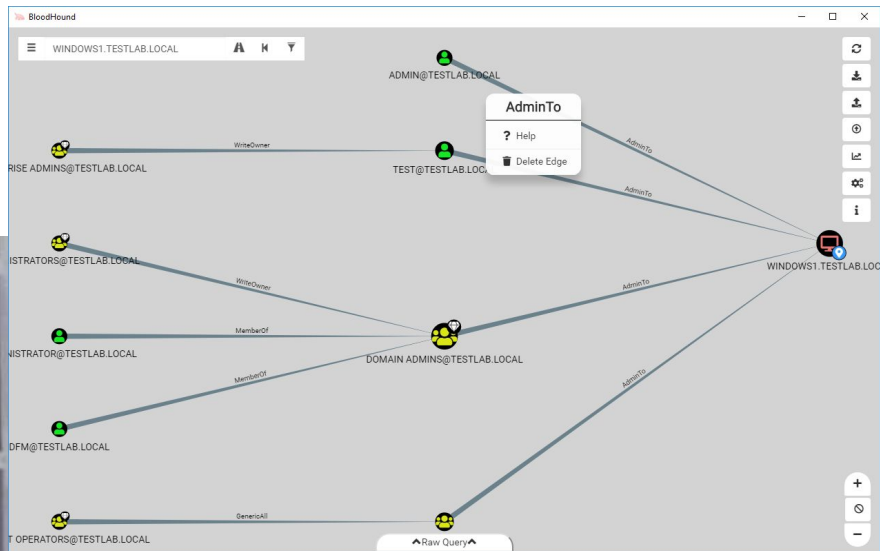 BloodHound
WINDOWS1.TESTLAB.LOCAL
ADMIN@TESTLAB.LOCAL
AdminTo
? Help
Delete Edge
AdminTo
WriteOwner
RISE ADMINS@TESTLAB.LOCAL
TEST@TESTLAB.LOC
AdminTo
WINDOWS1.TESTLAB.LOC
ISTRATORS@TESTLAB.LOCAL
WriteOwner
AdminTo
MemberOf
NISTRATOR@TESTLAB.LOCAL
DOMAIN ADMINS@TESTLAB.LOCAL
MemberOf
AdminTo
DFM@TESTLAB.LOCAL
GenericAll
T OPERATORS@TESTLAB.LOCAL
Raw Query